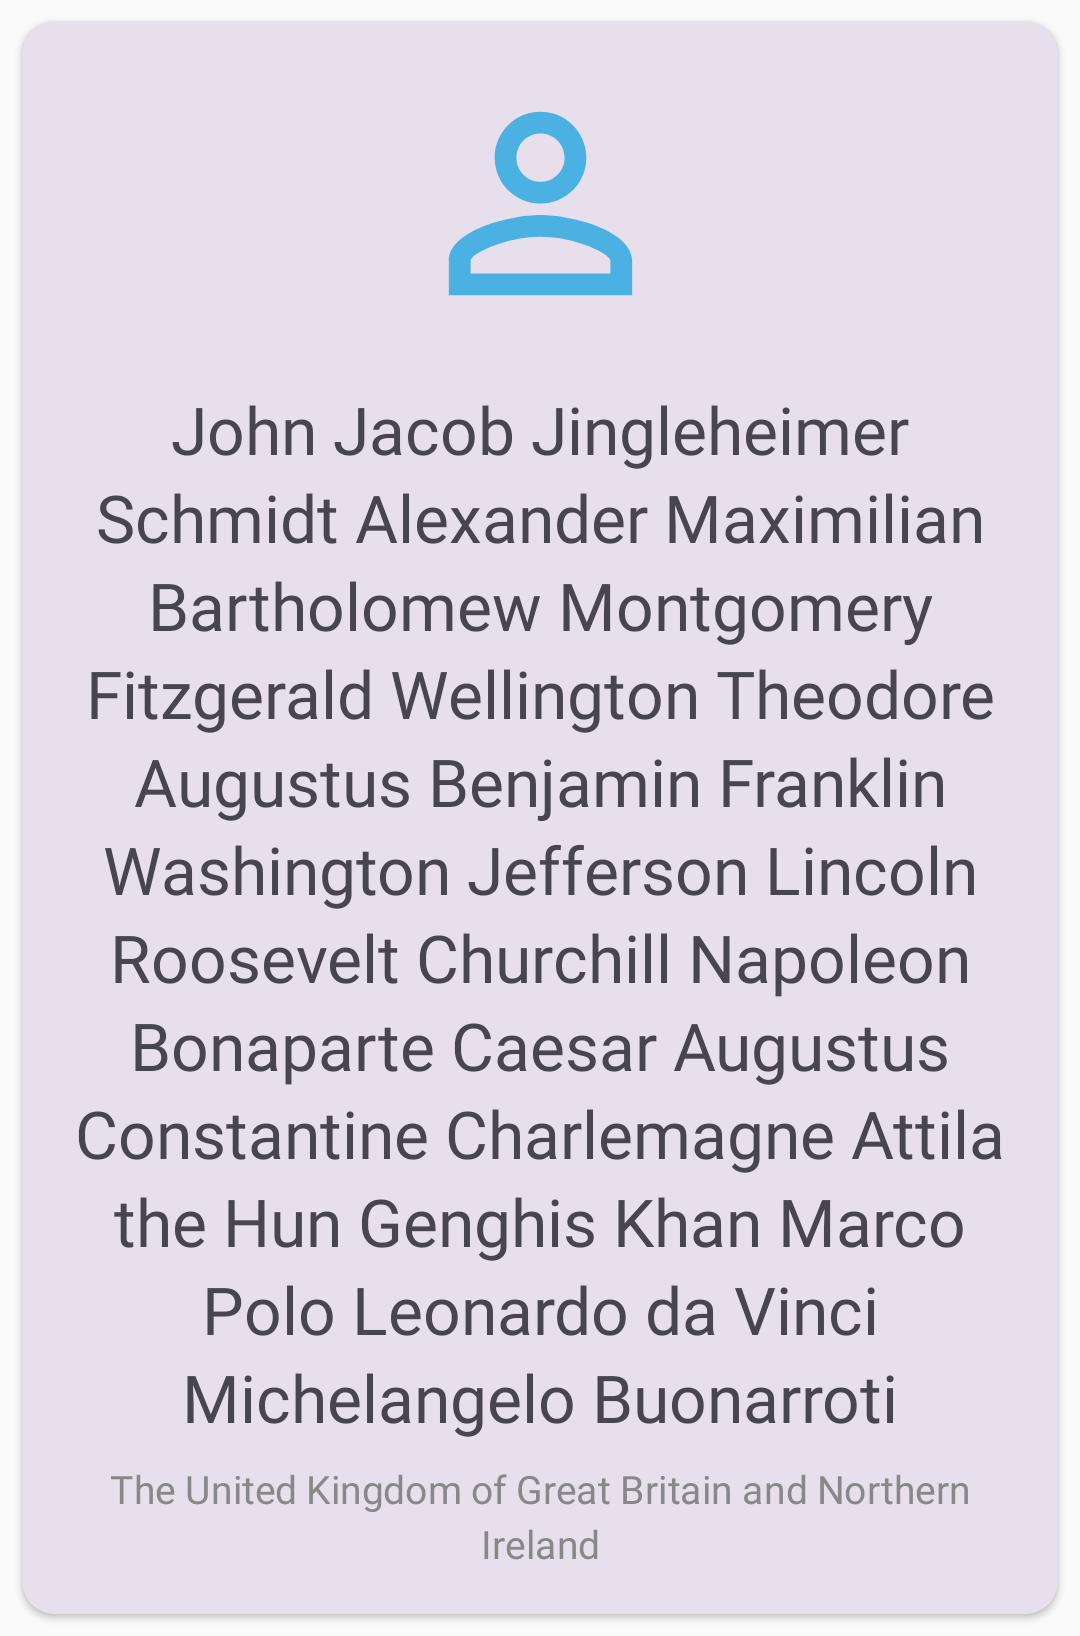 John Jacob Jingleheimer
Schmidt Alexander Maximilian
Bartholomew Montgomery
Fitzgerald Wellington Theodore
Augustus Benjamin Franklin
Washington Jefferson Lincoln
Roosevelt Churchill Napoleon
Bonaparte Caesar Augustus
Constantine Charlemagne Attila
the Hun Genghis Khan Marco
Polo Leonardo da Vinci
Michelangelo Buonarroti
The United Kingdom of Great Britain and Northern
Ireland